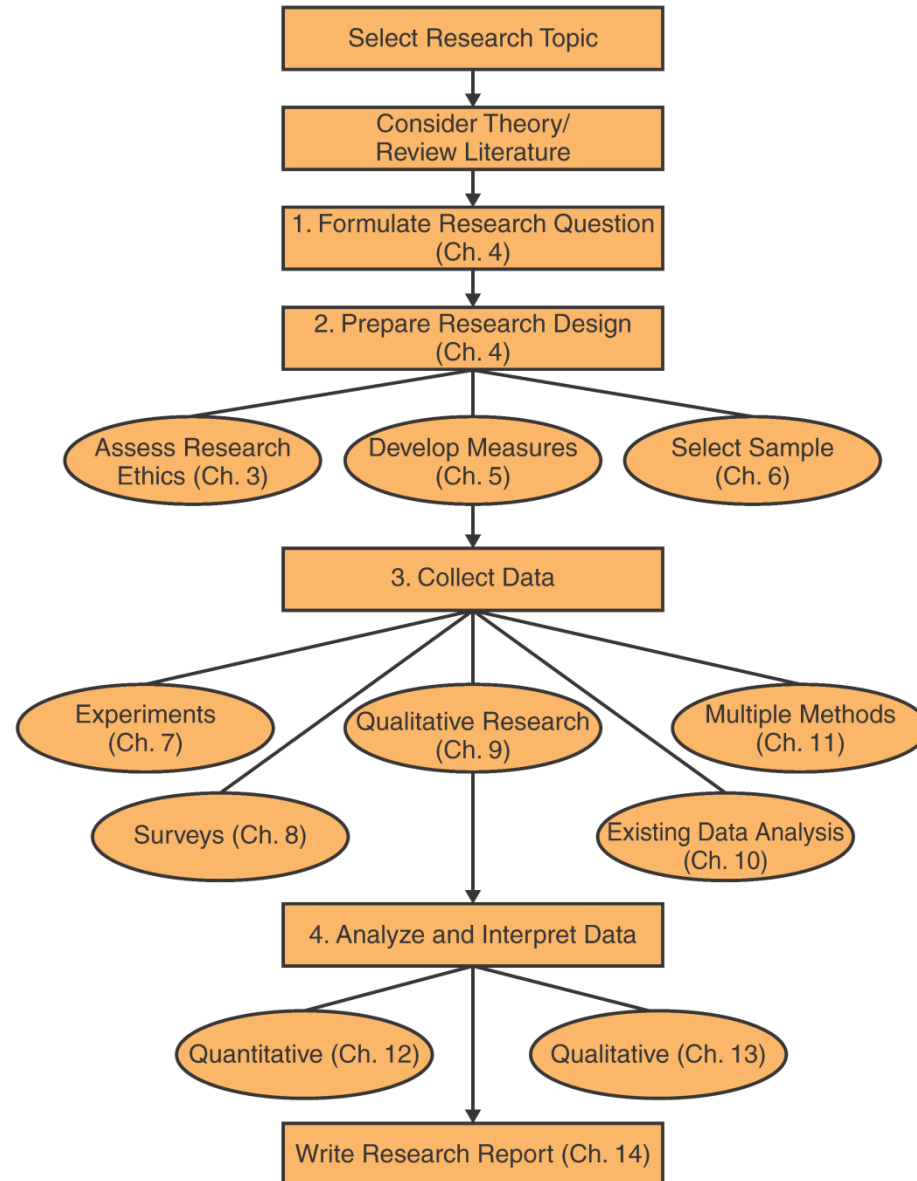 Select Research Topic
Consider Theory/
Review Literature
1. Formulate Research Question
(Ch. 4)
2. Prepare Research Design
(Ch. 4)
Assess Research
Ethics (Ch. 3)
Develop Measures
(Ch. 5)
Select Sample
(Ch. 6)
3. Collect Data
Experiments
(Ch. 7)
Qualitative Research
(Ch. 9)
Multiple Methods
(Ch. 11)
Surveys (Ch. 8)
Existing Data Analysis
(Ch. 10)
4. Analyze and Interpret Data
Quantitative (Ch. 12)
Qualitative (Ch. 13)
Write Research Report (Ch. 14)